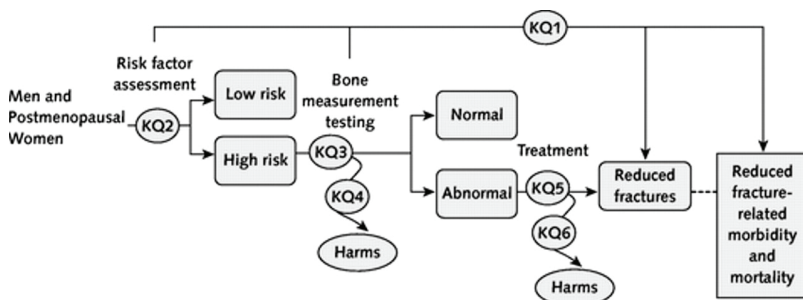 KQ1
Risk factor
assessment
Bone
measurement
testing
Men and
Postmenopausal
Women
KQ2
Low risk
High risk
KQ3
KQ4
Harms
Normal
Abnormal
Treatment
KQ5
KQ6
Harms
Reduced
fractures
Reduced
fracture-
related
morbidity
and
mortality